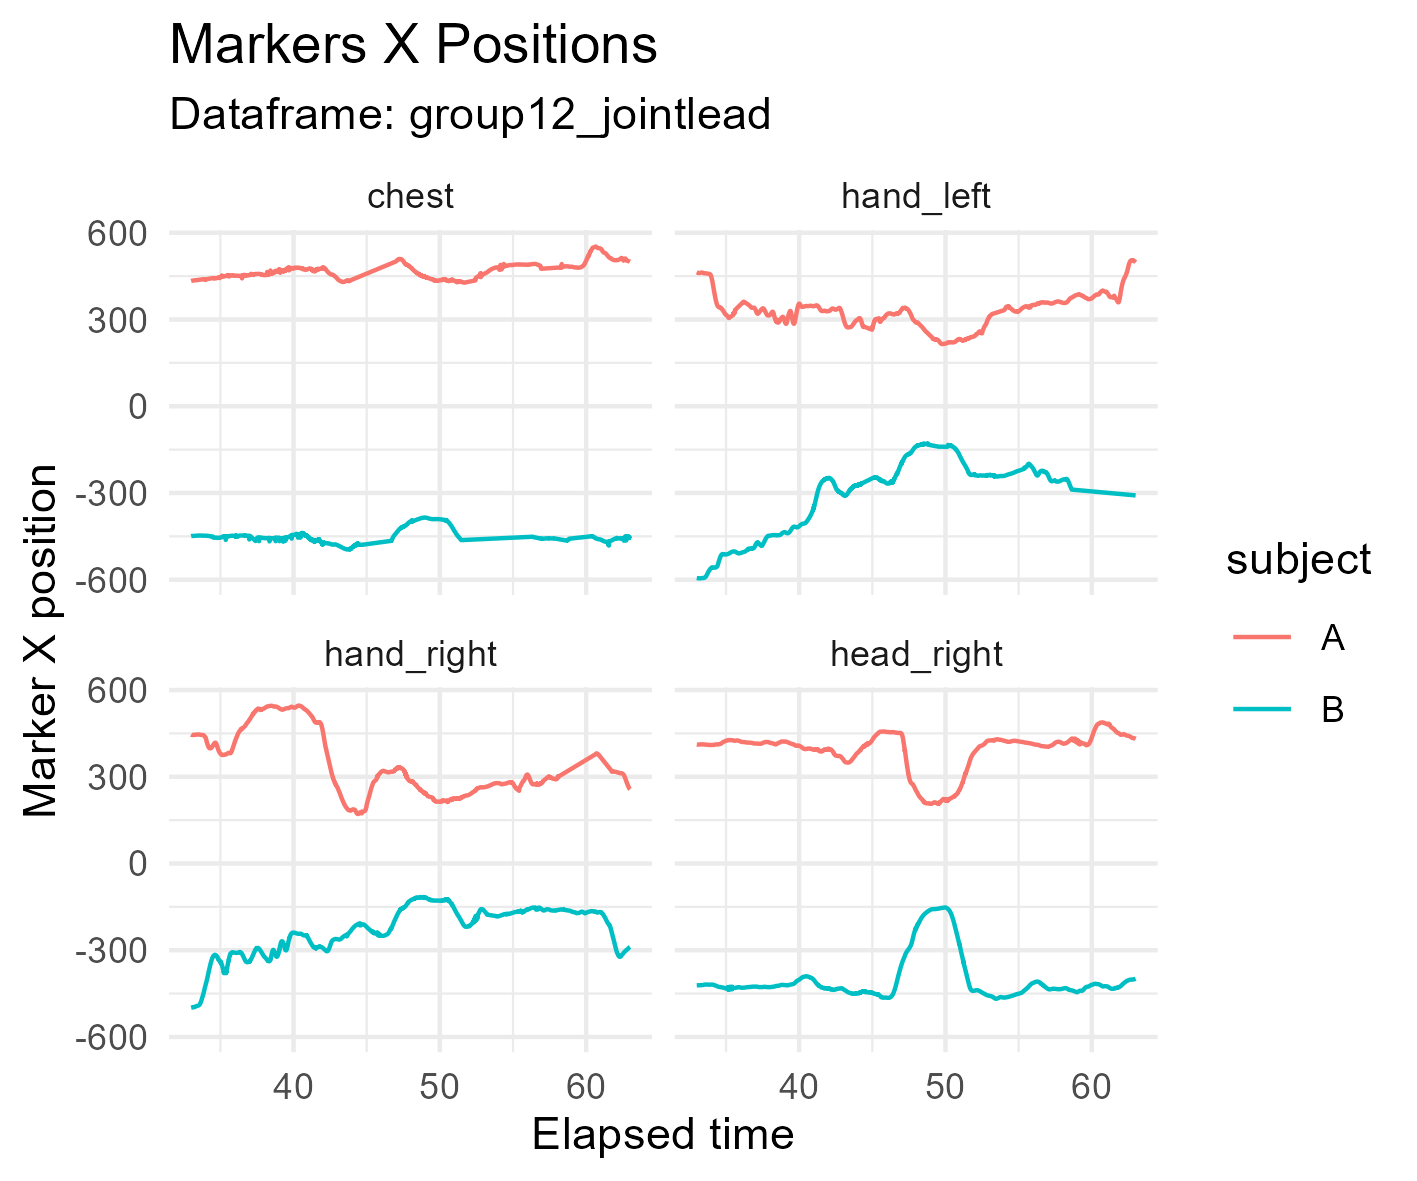 Markers X Positions
Dataframe: group12_jointlead
chest
hand_left
600
300
0
-300
-600
hand_right
head_right
600
300
0
-300
-600
40
50
60
40
50
60
Elapsed time
Marker X position
subject
A
B